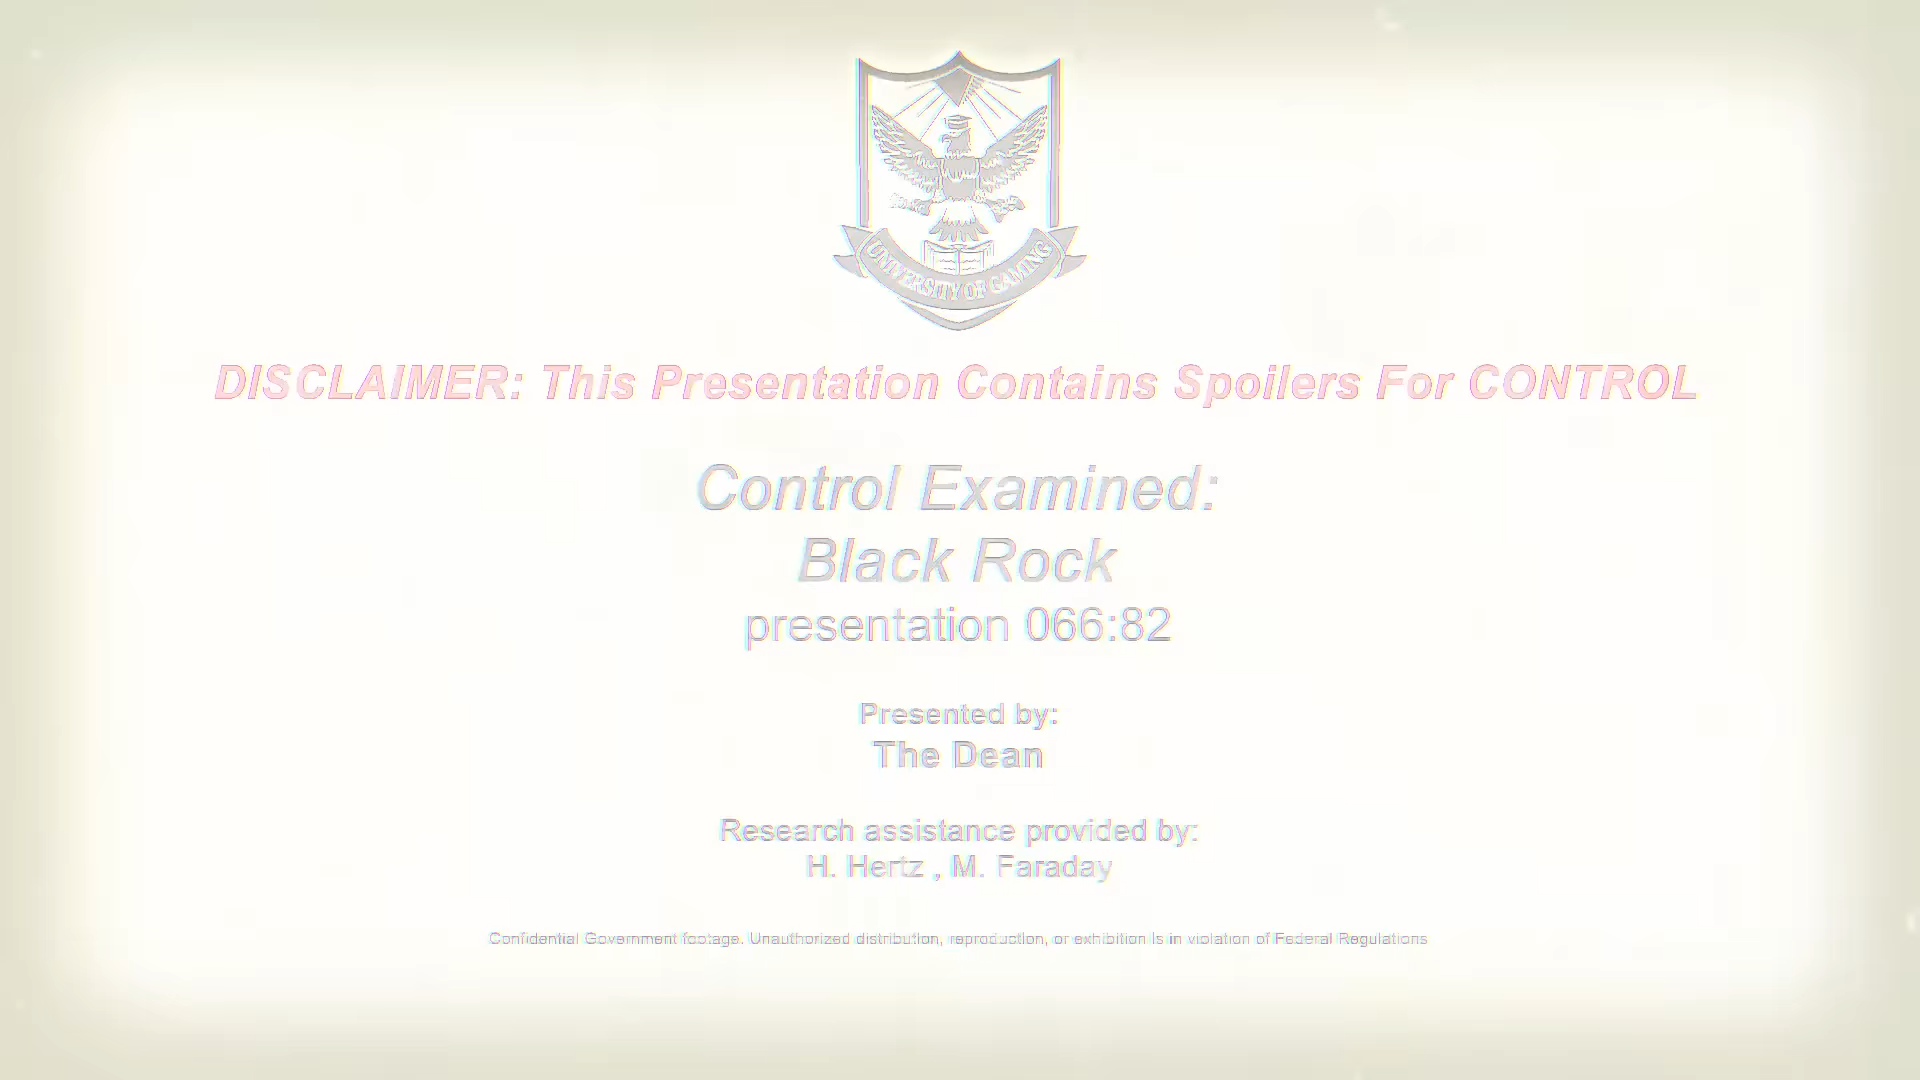 UNIVERSITY OF GAMING
DISCLAIMER: This Presentation Contains Spoilers For CONTROL
Control Examined:
Black Rock
presentation 066:82
Presented by:
The Dean
Research assistance provided by:
H. Hertz , M. Faraday
Confidential Government footage. Unauthorized distribution, reproduction, or exhibition is in violation of Federal Regulations